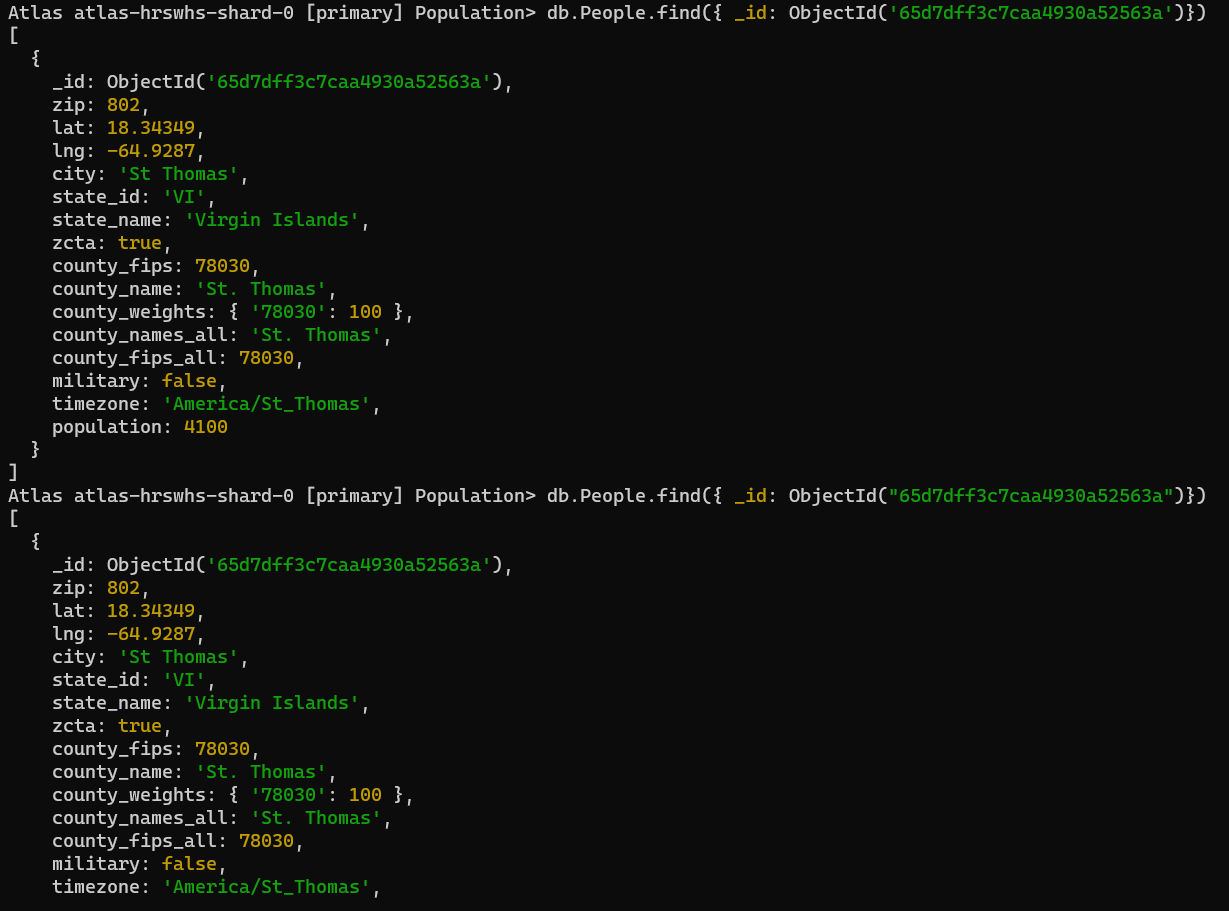 Atlas atlas-hrswhs-shard-0 [primary] Population> db.People.find({ _id: ObjectId('65d7dff3c7caa4930a52563a')})
[
  {
    _id: ObjectId('65d7dff3c7caa4930a52563a'),
    zip: 802,
    lat: 18.34349,
    lng: -64.9287,
    city: 'St Thomas',
    state_id: 'VI',
    state_name: 'Virgin Islands',
    zcta: true,
    county_fips: 78030,
    county_name: 'St. Thomas',
    county_weights: { '78030': 100 },
    county_names_all: 'St. Thomas',
    county_fips_all: 78030,
    military: false,
    timezone: 'America/St_Thomas',
    population: 4100
  }
]
Atlas atlas-hrswhs-shard-0 [primary] Population> db.People.find({ _id: ObjectId("65d7dff3c7caa4930a52563a")})
[
  {
    _id: ObjectId('65d7dff3c7caa4930a52563a'),
    zip: 802,
    lat: 18.34349,
    lng: -64.9287,
    city: 'St Thomas',
    state_id: 'VI',
    state_name: 'Virgin Islands',
    zcta: true,
    county_fips: 78030,
    county_name: 'St. Thomas',
    county_weights: { '78030': 100 },
    county_names_all: 'St. Thomas',
    county_fips_all: 78030,
    military: false,
    timezone: 'America/St_Thomas',